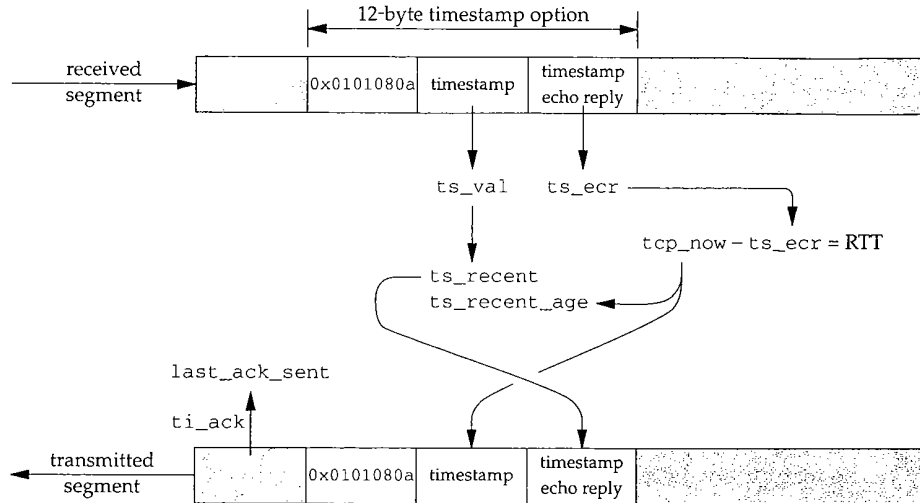 12-byte timestamp option
received
segment
0x0101080a
timestamp
timestamp
echo reply
ts_val
ts_ecr
tcp_now – ts_ecr = RTT
ts_recent
ts_recent_age
last_ack_sent
ti_ack
transmitted
segment
0x0101080a
timestamp
timestamp
echo reply